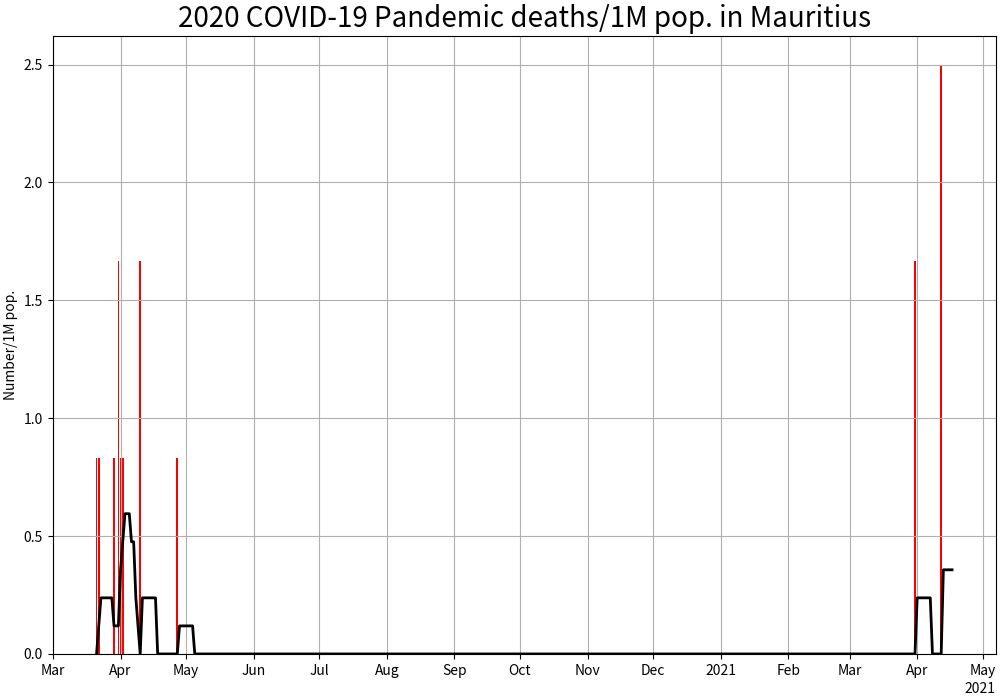 2020 COVID-19 Pandemic deaths/1M pop. in Mauritius
Number/1M pop.
2.5
2.0
1.5
1.0
0.5
0.0
Mar Apr May Jun Jul Aug Sep Oct Nov Dec 2021 Feb Mar Apr May
2021